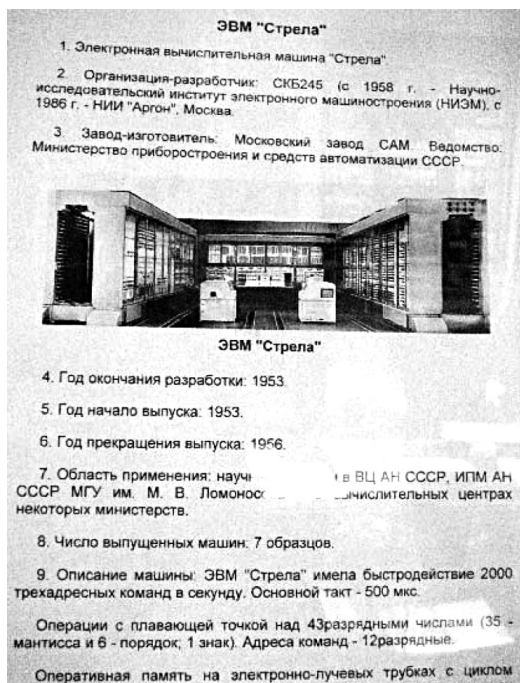 ЭВМ "Стрела"
1. Электронная вычислительная машина "Стрела"
2. Организация-разработчик: СКБ245 (с 1958 г. - Научно-
исследовательский институт электронного машиностроения (НИЭМ), с
1986 г. - НИИ "Аргон", Москва.
3. Завод-изготовитель: Московский завод САМ. Ведомство:
Министерство приборостроения и средств автоматизации СССР.
ЭВМ "Стрела"
4. Год окончания разработки: 1953.
5. Год начало выпуска: 1953.
6. Год прекращения выпуска: 1956.
7. Область применения: в ВЦ АН СССР, ИПМ АН
СССР МГУ им. М. В. центрах
некоторых министерств.
8. Число выпущенных машин: 7 образцов.
9. Описание машины: ЭВМ "Стрела" имела быстродействие 2000
трехадресных команд в секунду. Основной такт - 500 мкс.
Операции с плавающей точкой над 43разрядными числами (35 -
мантисса и 6 - порядок; 1 знак). Адреса команд - 12разрядные.
Оперативная память на электронно-лучевых трубках с циклом